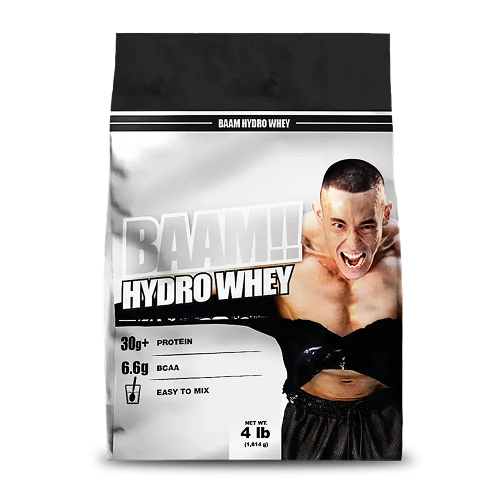 BAAM HYDRO WHEY
BAAM!!
HYDRO WHEY
30g+ PROTEIN
6.6g BCAA
EASY TO MIX
NET WT.
4 lb
(1,814 g)